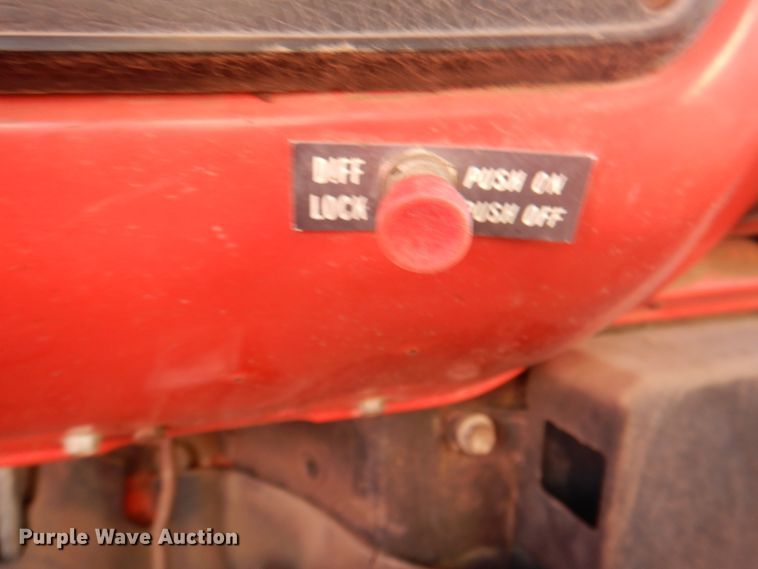 DIFF
LOCK
PUSH ON
PUSH OFF
Purple Wave Auction